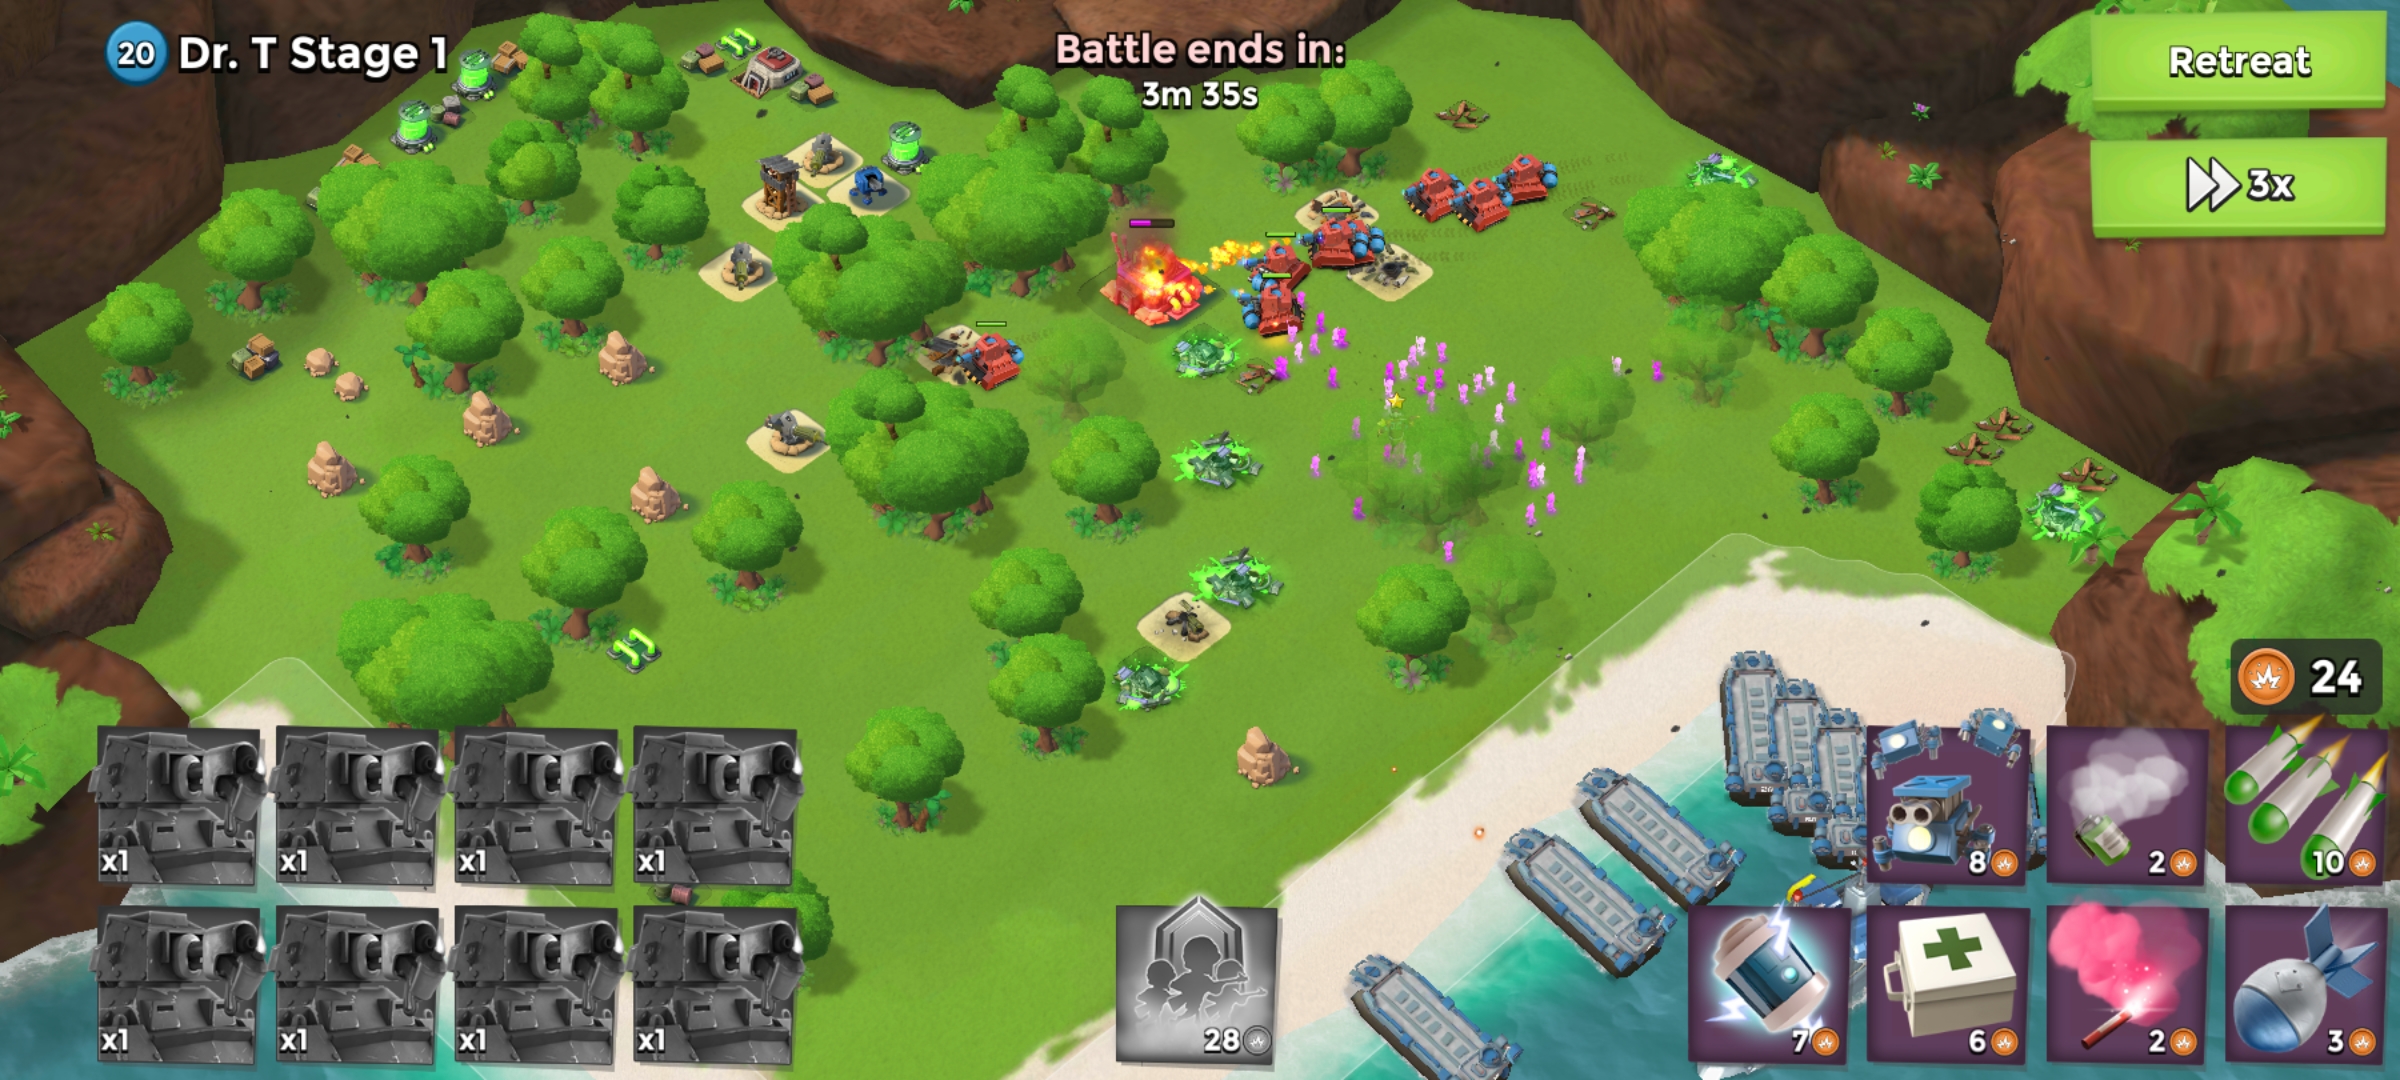 20 Dr. T Stage 1
Battle ends in:
3m 35s
Retreat
3x
24
x1 x1 x1 x1
8 2 10
x1 x1 x1 x1
28
7 6 2 3